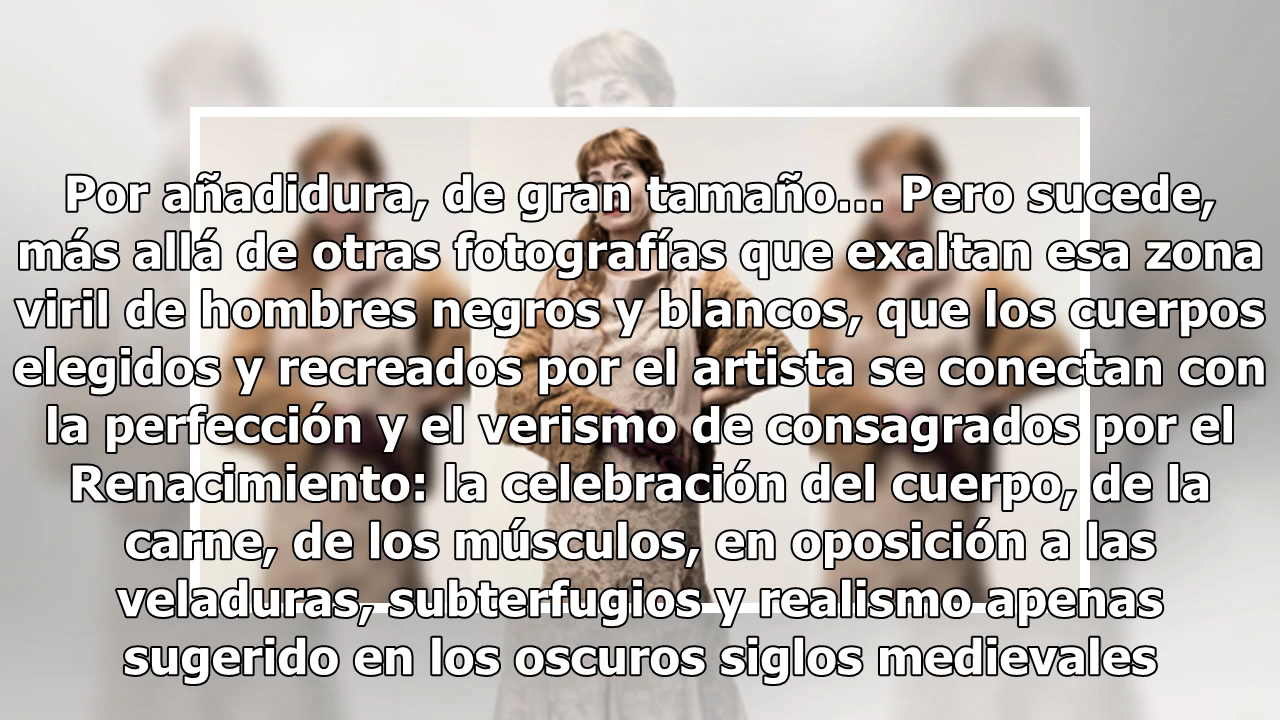 Por añadidura, de gran tamaño... Pero sucede,
más allá de otras fotografías que exaltan esa zona
viril de hombres negros y blancos, que los cuerpos
elegidos y recreados por el artista se conectan con
la perfección y el verismo de consagrados por el
Renacimiento: la celebración del cuerpo, de la
carne, de los músculos, en oposición a las
veladuras, subterfugios y realismo apenas
sugerido en los oscuros siglos medievales